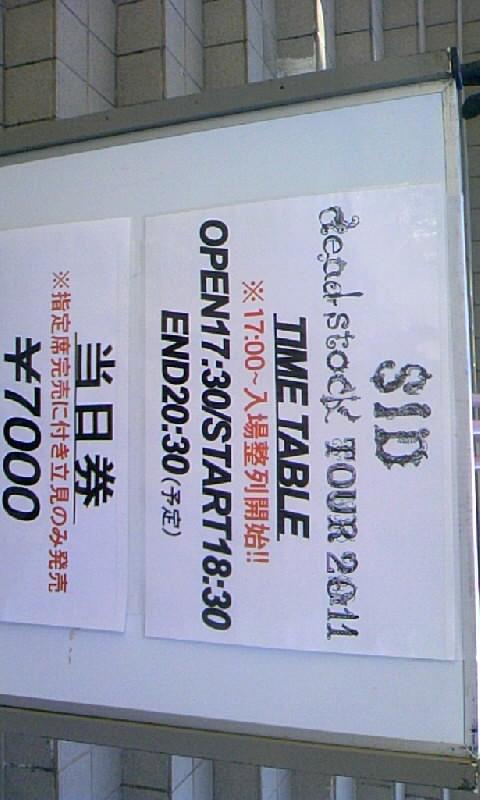 SID
dead stock TOUR 2011
TIME TABLE
※17:00~入場整列開始!!
OPEN17:30/START18:30
END20:30(予定)
当日券
※指定席完売に付き立見のみ発売
¥7000